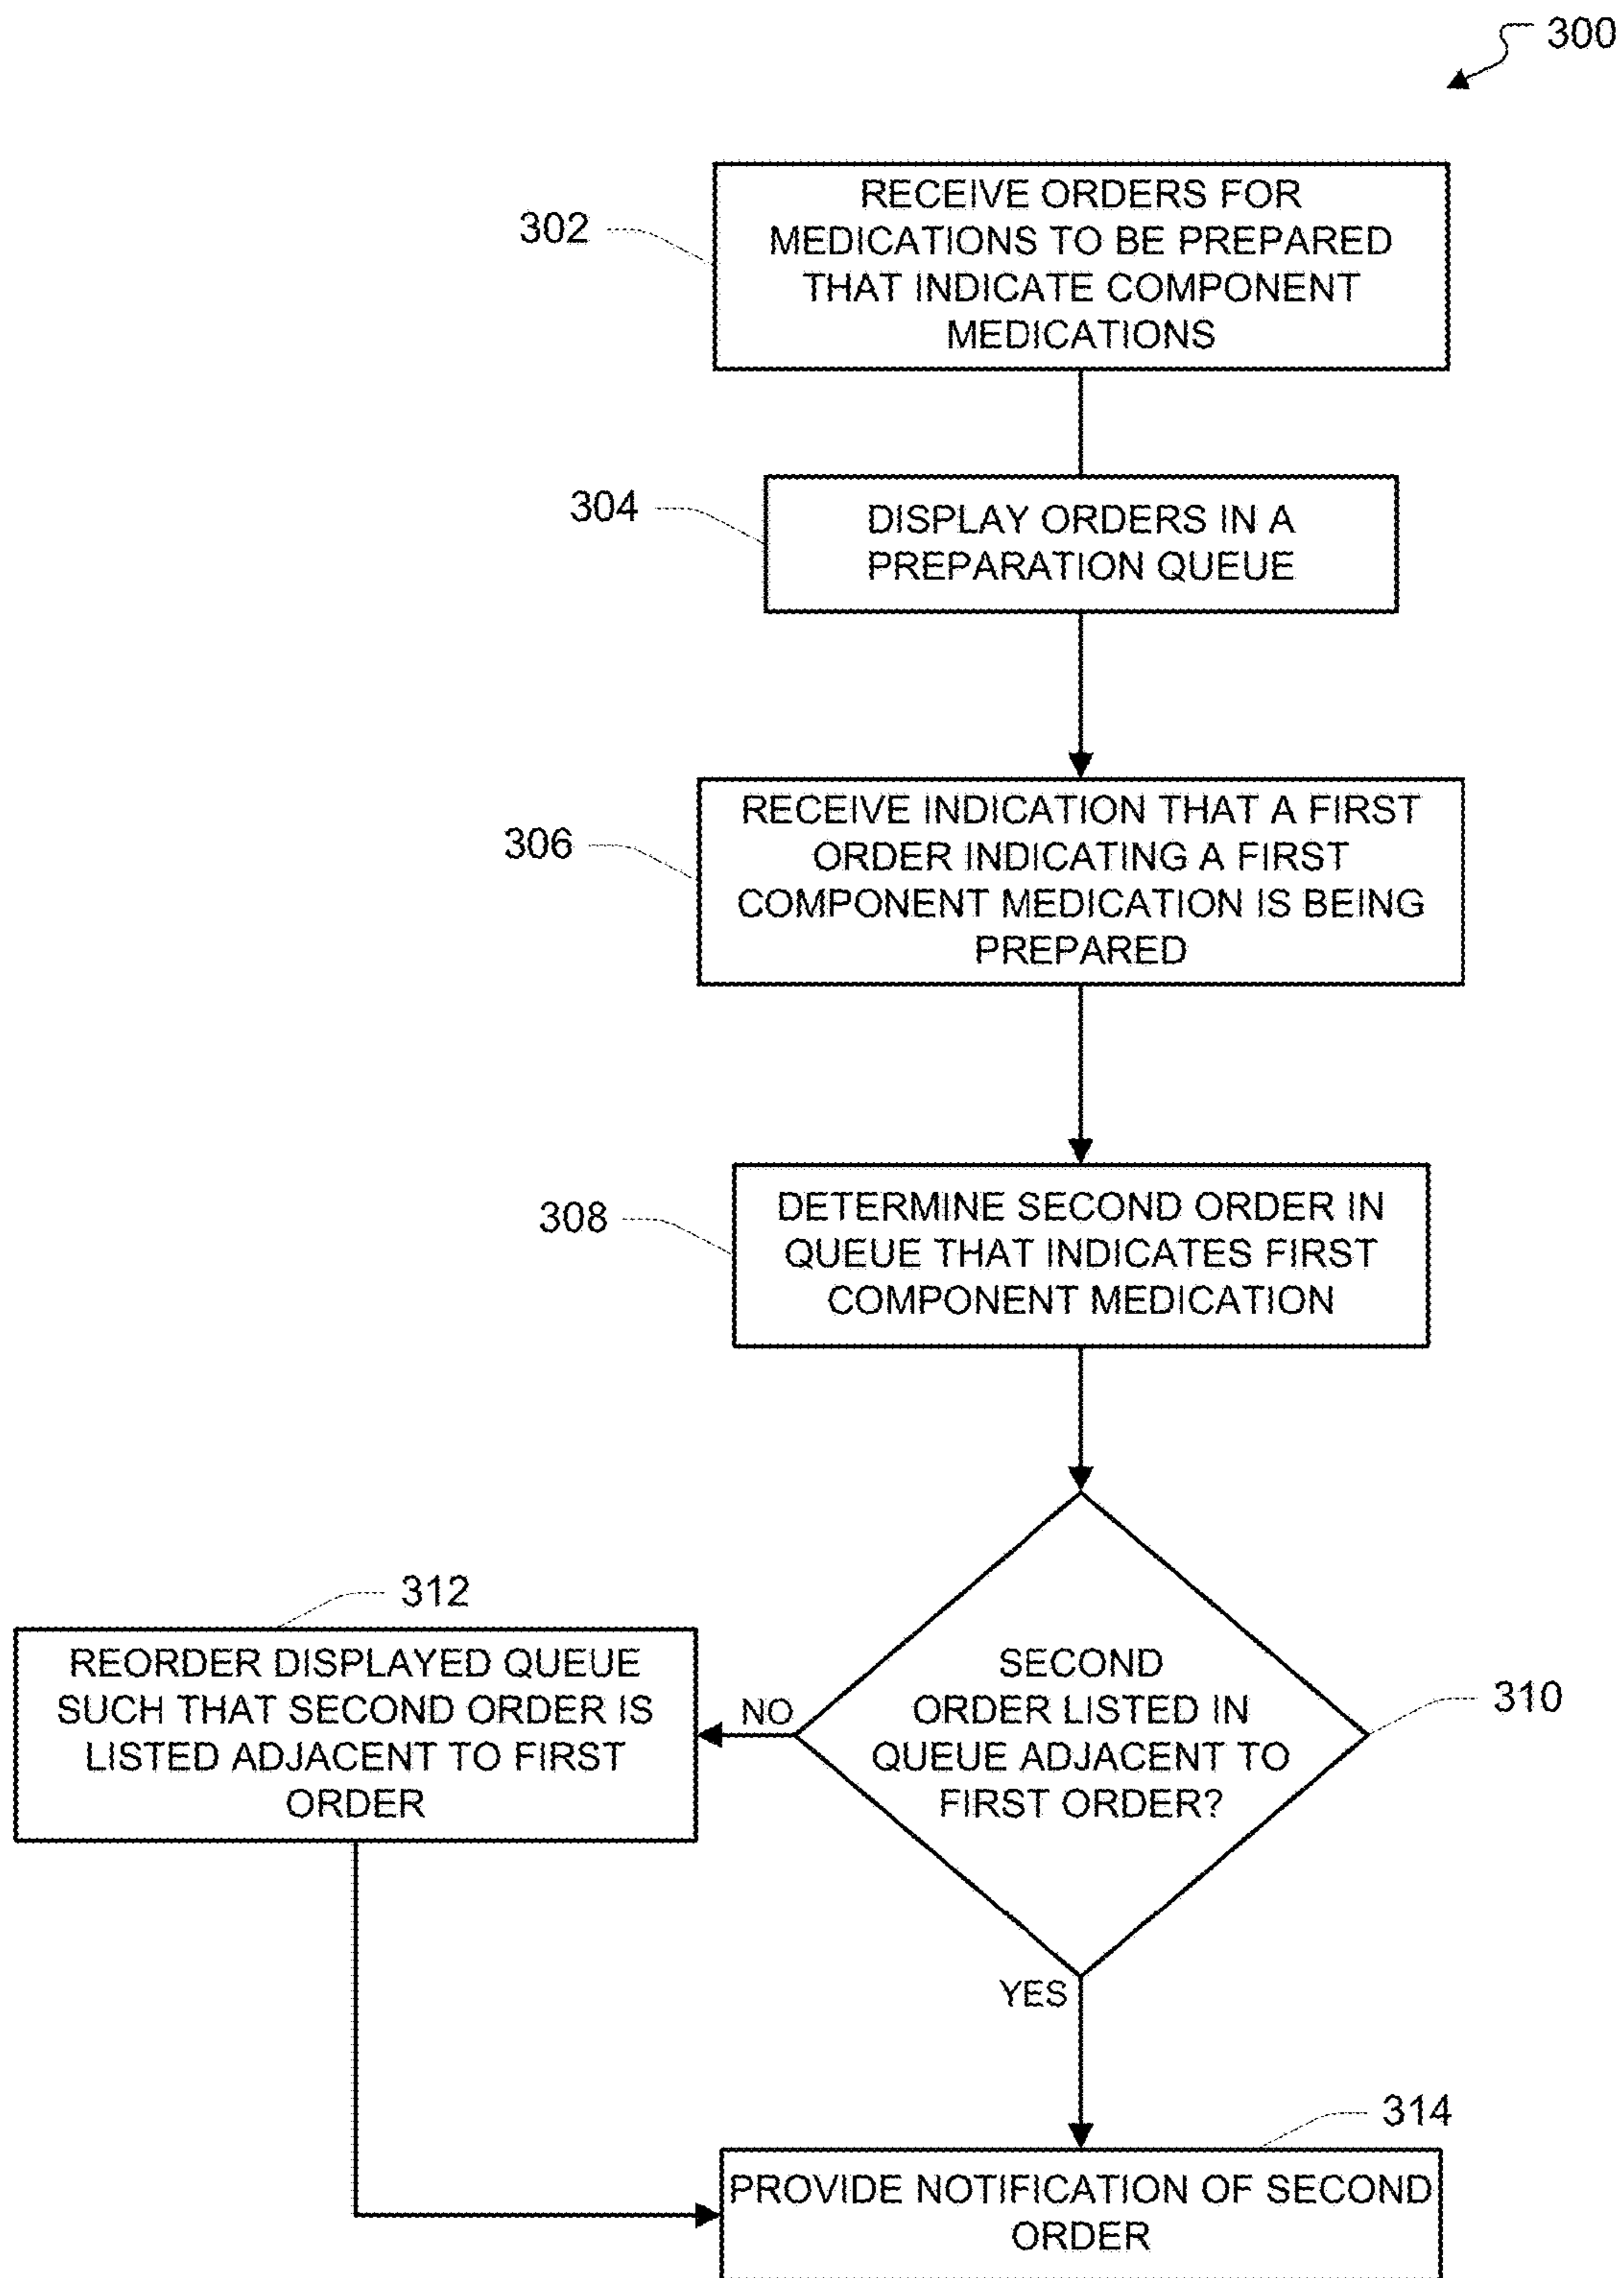 300
302
RECEIVE ORDERS FOR
MEDICATIONS TO BE PREPARED
THAT INDICATE COMPONENT
MEDICATIONS
304
DISPLAY ORDERS IN A
PREPARATION QUEUE
306
RECEIVE INDICATION THAT A FIRST
ORDER INDICATING A FIRST
COMPONENT MEDICATION IS BEING
PREPARED
308
DETERMINE SECOND ORDER IN
QUEUE THAT INDICATES FIRST
COMPONENT MEDICATION
310
SECOND
ORDER LISTED IN
QUEUE ADJACENT TO
FIRST ORDER?
NO
312
REORDER DISPLAYED QUEUE
SUCH THAT SECOND ORDER IS
LISTED ADJACENT TO FIRST
ORDER
YES
314
PROVIDE NOTIFICATION OF SECOND
ORDER